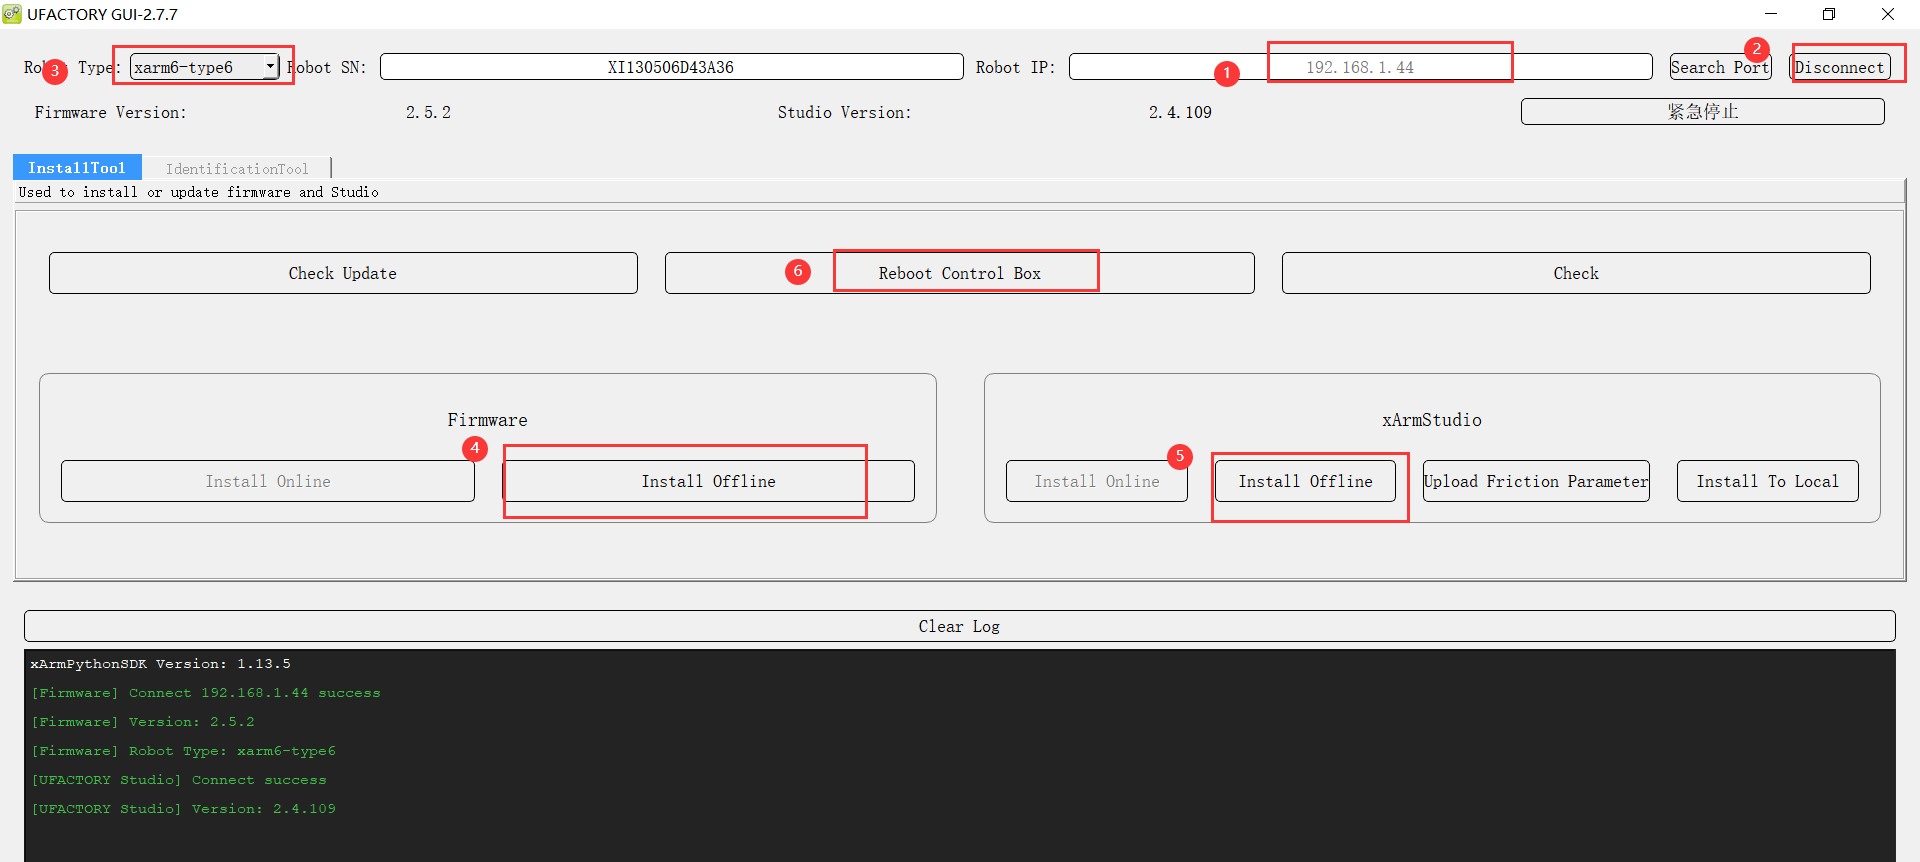 UFACTORY GUI-2.7.7
3
Type:
xarm6-type6
Robot SN:
XI130506D43A36
Robot IP:
1
192.168.1.44
2
Search Port
Disconnect
Firmware Version:
2.5.2
Studio Version:
2.4.109
紧急停止
InstallTool
IdentificationTool
Used to install or update firmware and Studio
Check Update
6
Reboot Control Box
Check
Firmware
4
Install Online
Install Offline
xArmStudio
5
Install Online
Install Offline
Upload Friction Parameter
Install To Local
Clear Log
xArmPythonSDK Version: 1.13.5
[Firmware] Connect 192.168.1.44 success
[Firmware] Version: 2.5.2
[Firmware] Robot Type: xarm6-type6
[UFACTORY Studio] Connect success
[UFACTORY Studio] Version: 2.4.109